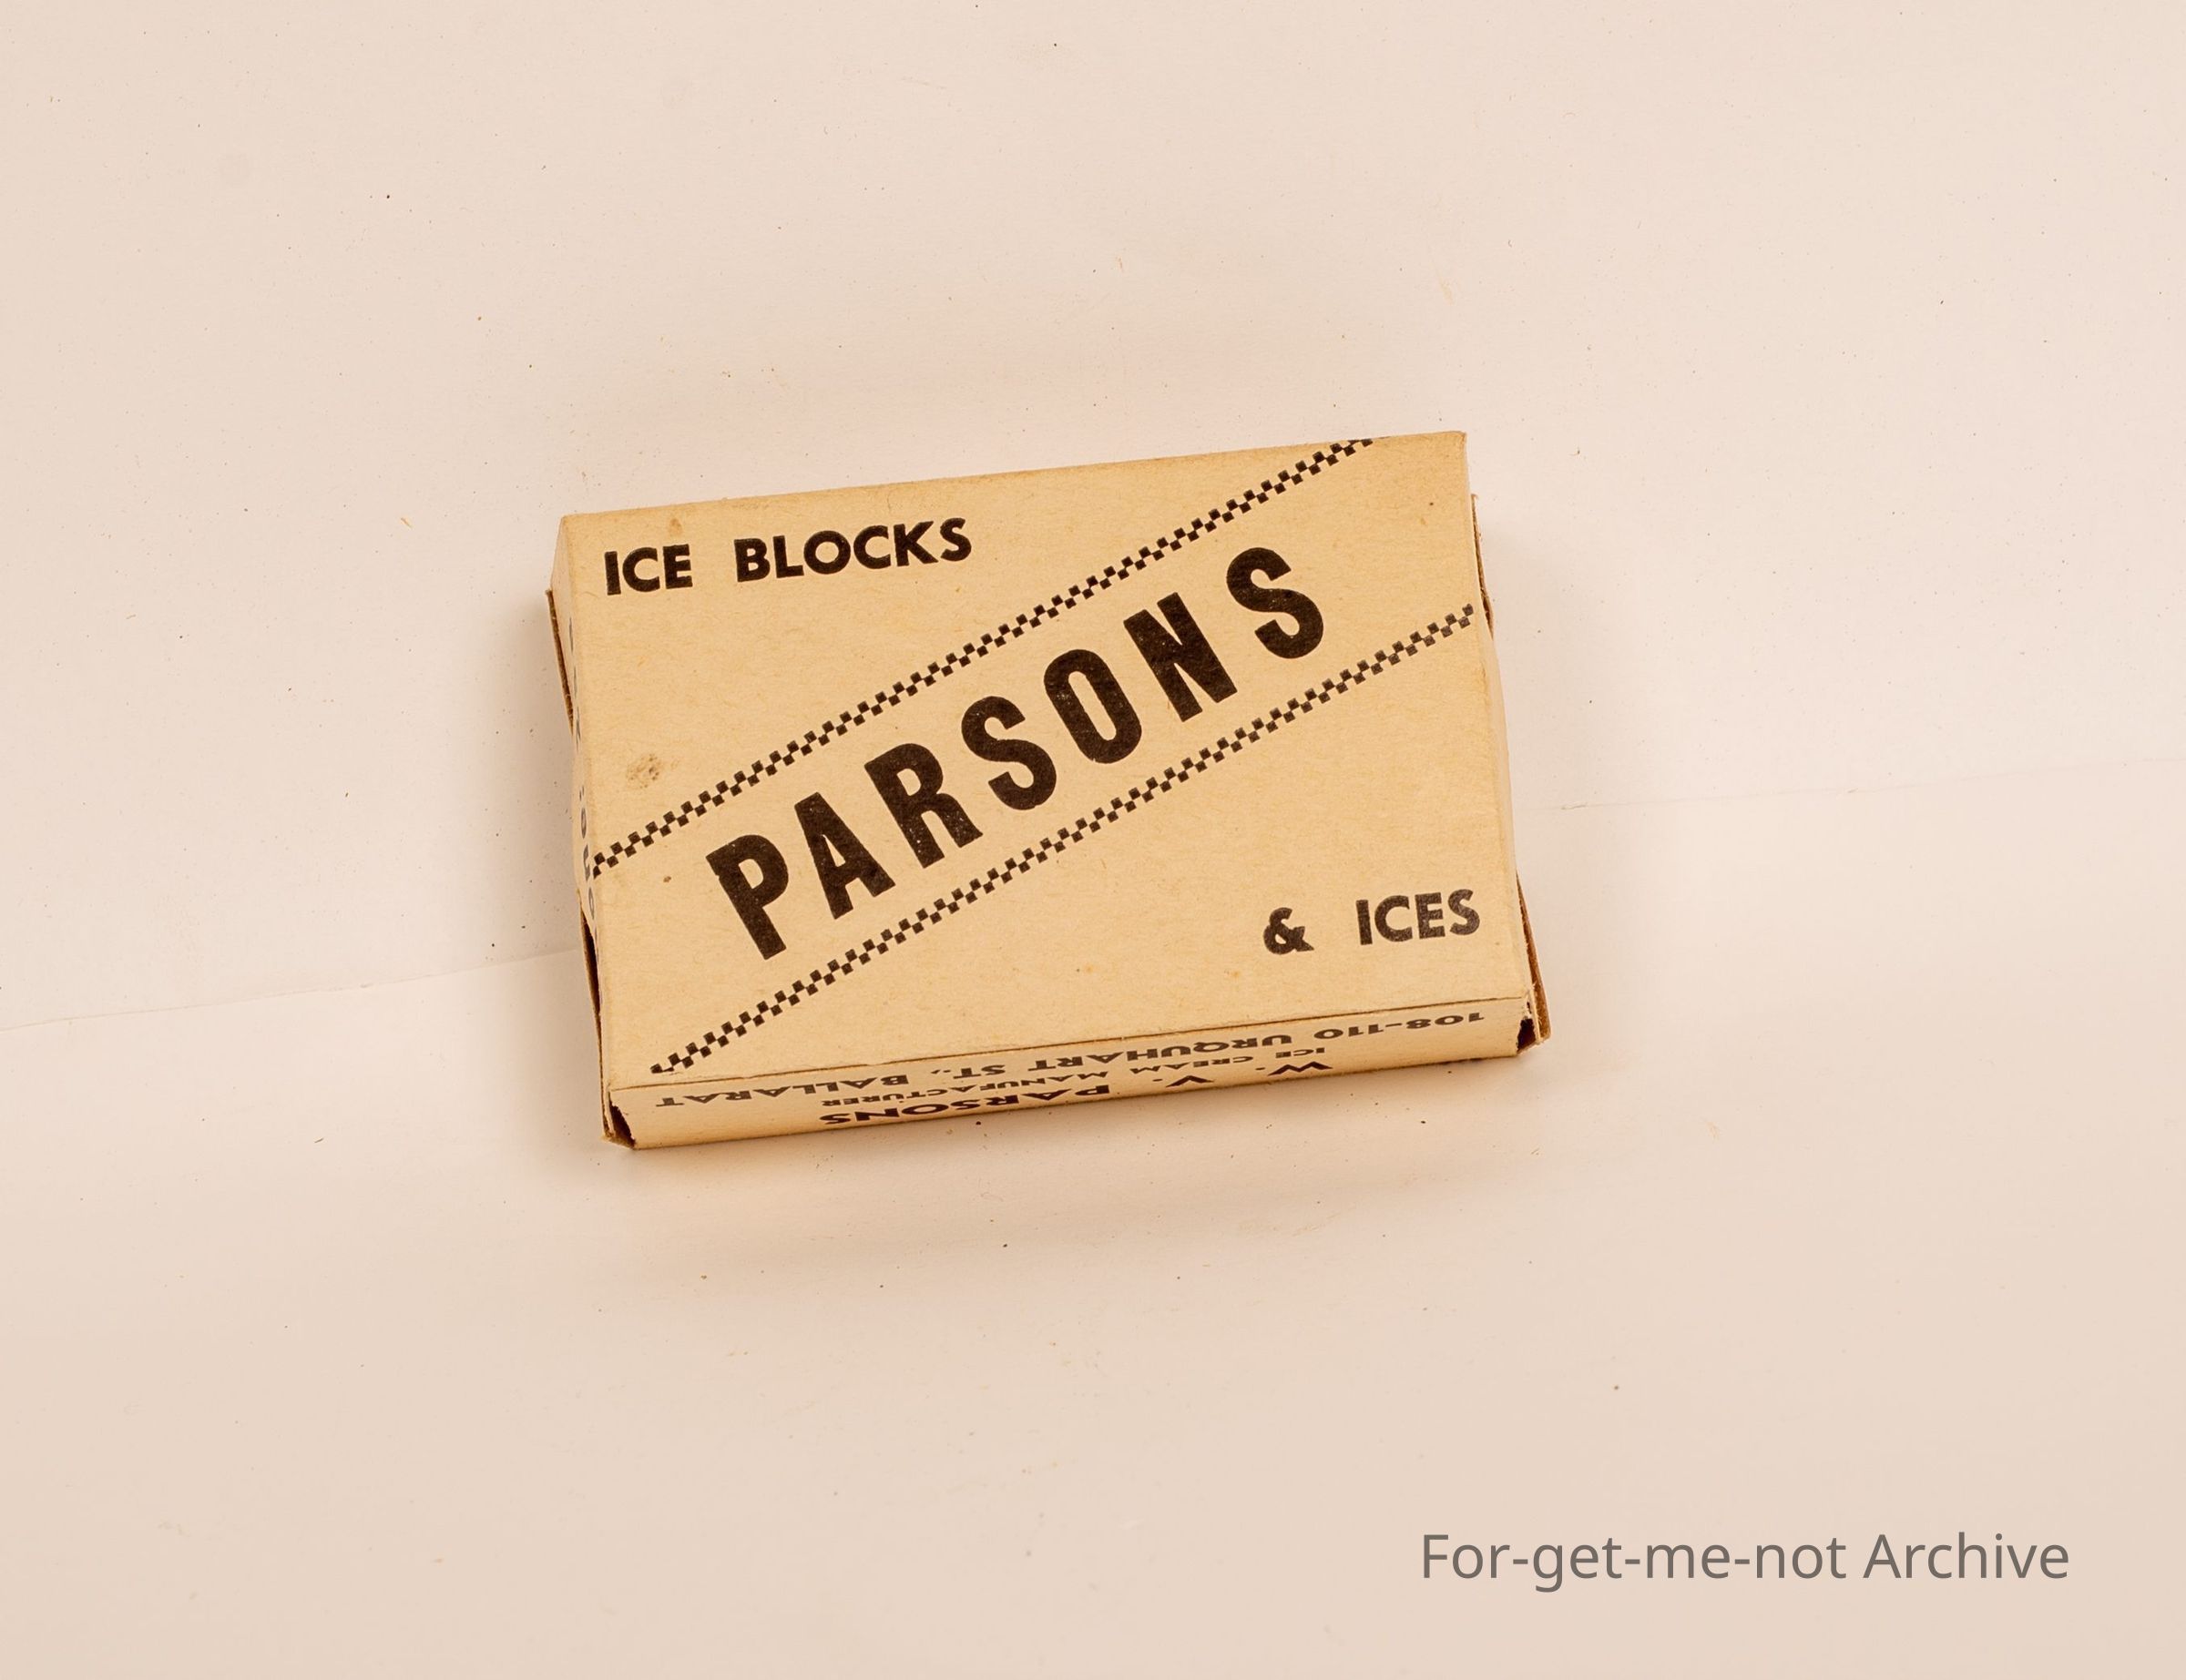 ICE BLOCKS
PARSONS
& ICES
W. V. PARSONS
ICE CREAM MANUFACTURER
108-110 URQUHART ST., BALLARAT
For-get-me-not Archive